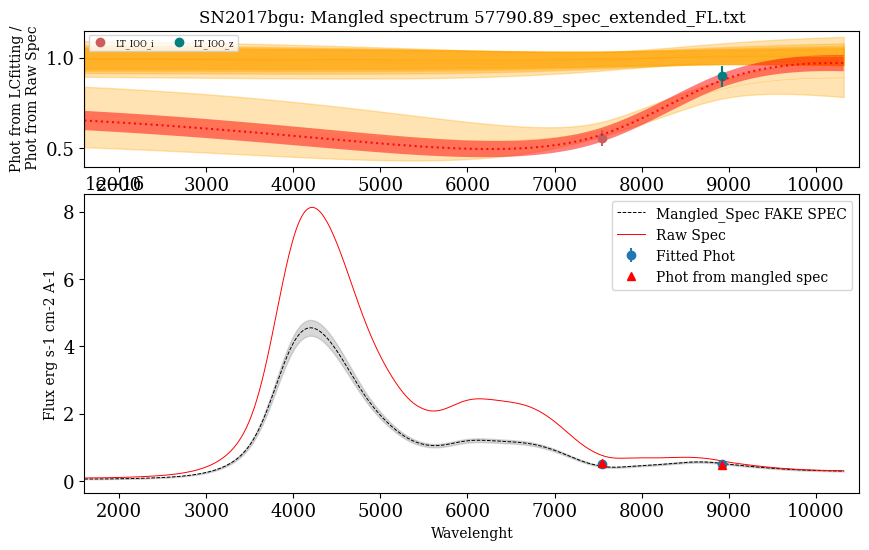 SN2017bgu: Mangled spectrum 57790.89_spec_extended_FL.txt
Phot from LCfitting /
Phot from Raw Spec
1.0
0.5
LT_IOO_i
LT_IOO_z
2000 3000 4000 5000 6000 7000 8000 9000 10000
1e−16
Flux erg s-1 cm-2 A-1
8
6
4
2
0
Mangled_Spec FAKE SPEC
Raw Spec
Fitted Phot
Phot from mangled spec
2000 3000 4000 5000 6000 7000 8000 9000 10000
Wavelenght